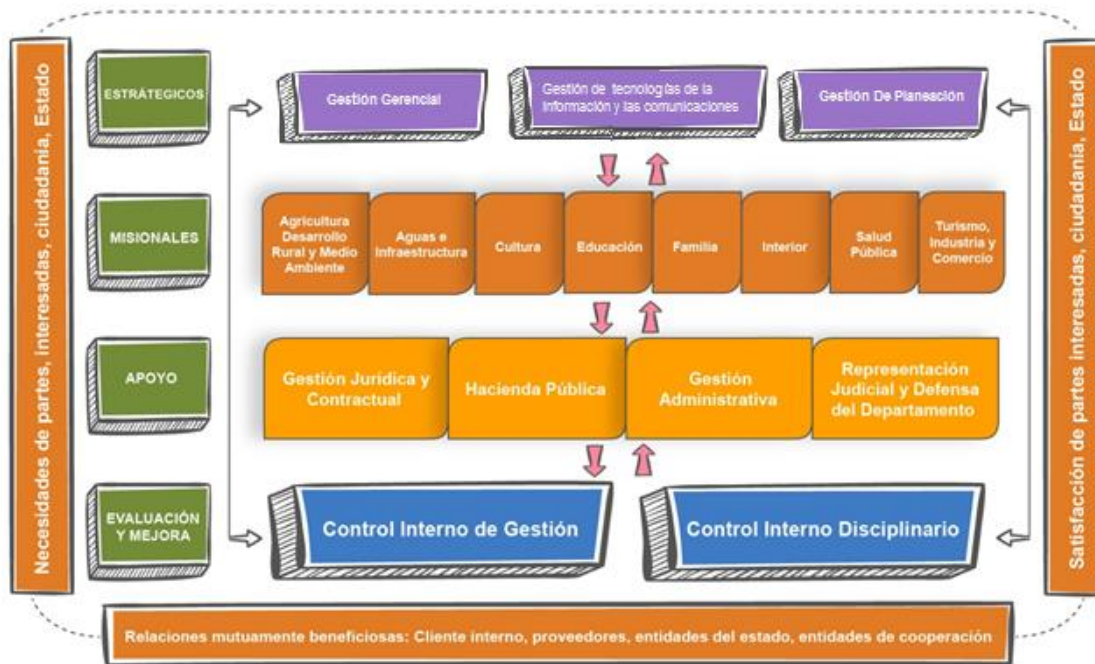 Necesidades de partes, interesadas, ciudadanía, Estado
ESTRÁTEGICOS
Gestión Gerencial
Gestión de tecnologías de la
información y las comunicaciones
Gestión De Planeación
MISIONALES
Agricultura
Desarrollo
Rural y Medio
Ambiente
Aguas e
Infraestructura
Cultura
Educación
Familia
Interior
Salud
Pública
Turismo,
Industria y
Comercio
APOYO
Gestión Jurídica y
Contractual
Hacienda Pública
Gestión
Administrativa
Representación
Judicial y Defensa
del Departamento
EVALUACIÓN
Y MEJORA
Control Interno de Gestión
Control Interno Disciplinario
Satisfacción de partes interesadas, ciudadanía, Estado
Relaciones mutuamente beneficiosas: Cliente interno, proveedores, entidades del estado, entidades de cooperación